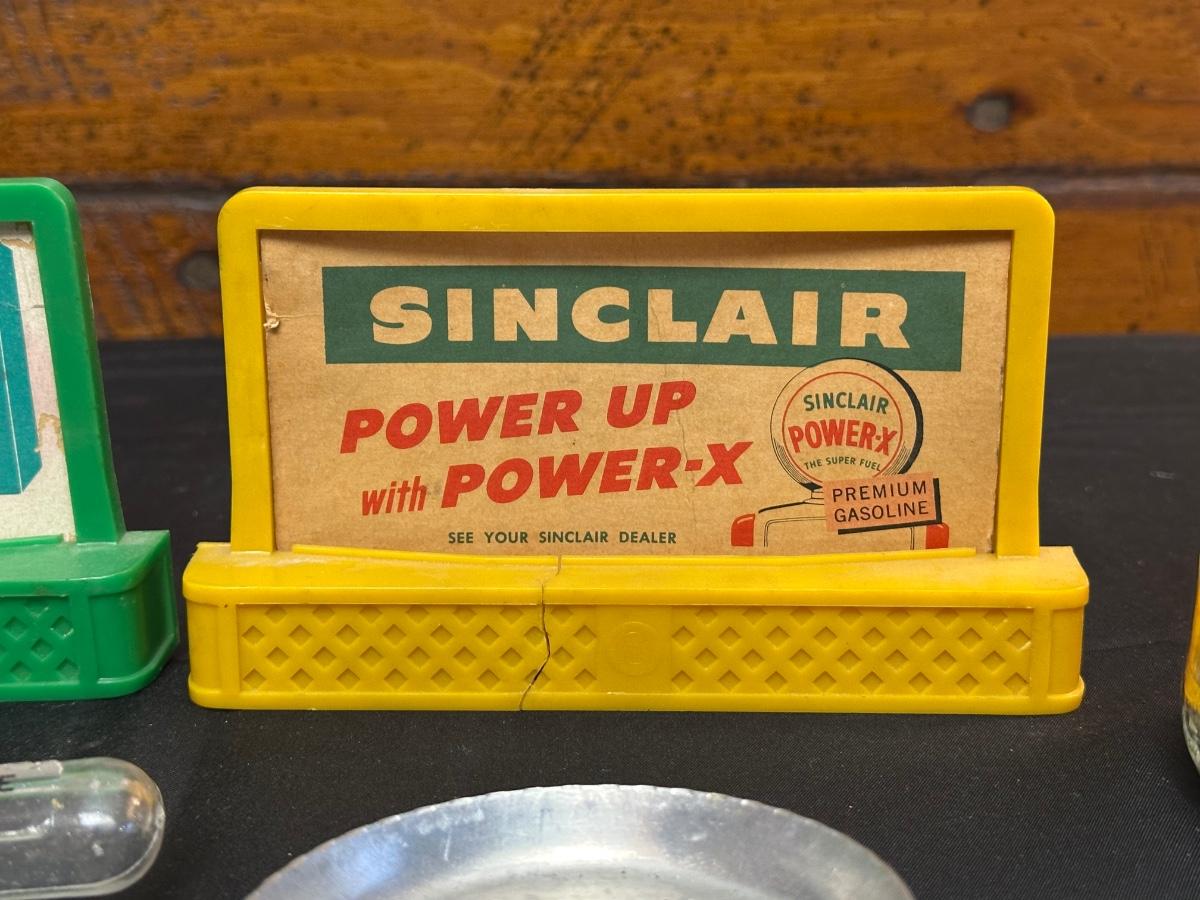 SINCLAIR
POWER UP
with POWER-X
SEE YOUR SINCLAIR DEALER
SINCLAIR
POWER-X
THE SUPER FUEL
PREMIUM
GASOLINE